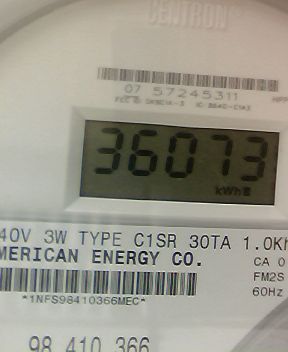 CENTRON
07 57245311
36073
kWh
40V 3W TYPE C1SR 30TA 1.0Kh
MERICAN ENERGY CO.
CA 0
FM2S
*1NFS98410366MEC*
60Hz
98 410 366